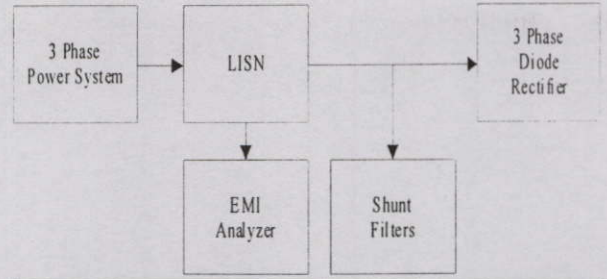 3 Phase
Power System
LISN
3 Phase
Diode
Rectifier
EMI
Analyzer
Shunt
Filters